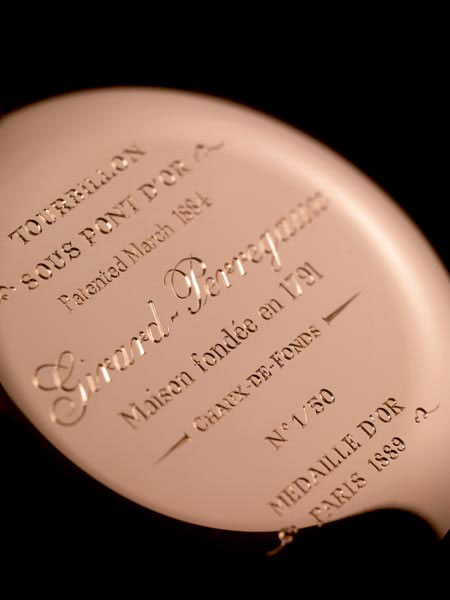 TOURBILLON
SOUS PONT D'OR
Patented March 1884
Girard-Perregaux
Maison fondée en 1791
CHAUX-DE-FONDS
N° 1/50
MEDAILLE D'OR
PARIS 1889